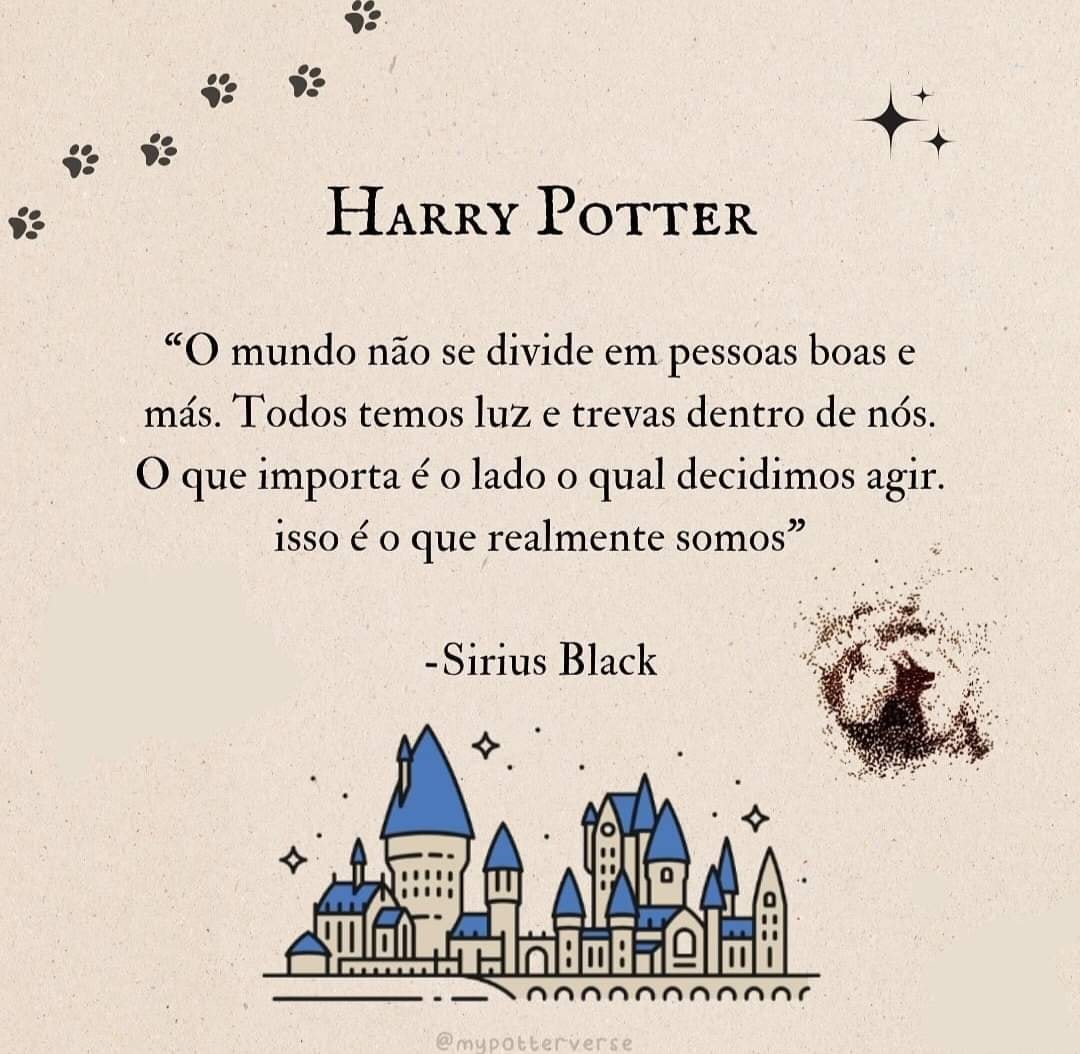 Harry Potter
“O mundo não se divide em pessoas boas e
más. Todos temos luz e trevas dentro de nós.
O que importa é o lado o qual decidimos agir.
isso é o que realmente somos”
-Sirius Black
@mypotterverse